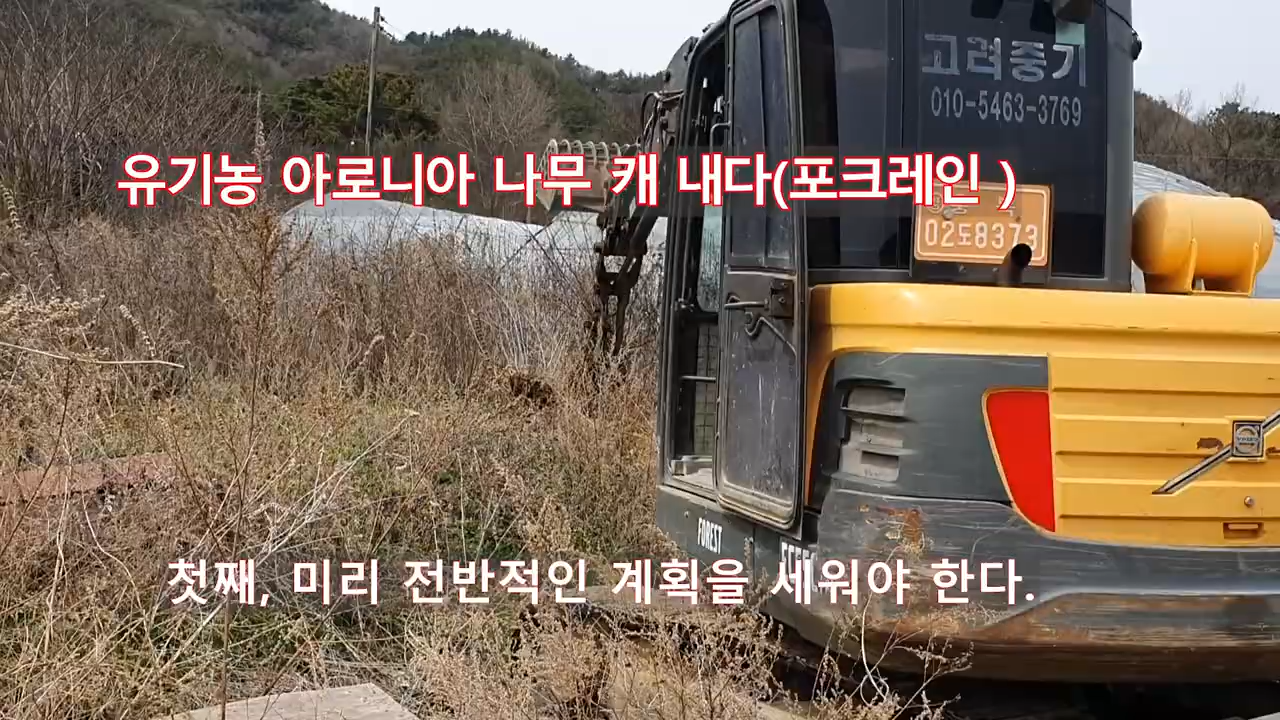 고려중기
010-5463-3769
유기농 아로니아 나무 캐 내다(포크레인 )
02도8373
VOLVO
FOREST
첫째, 미리 전반적인 계획을 세워야 한다.